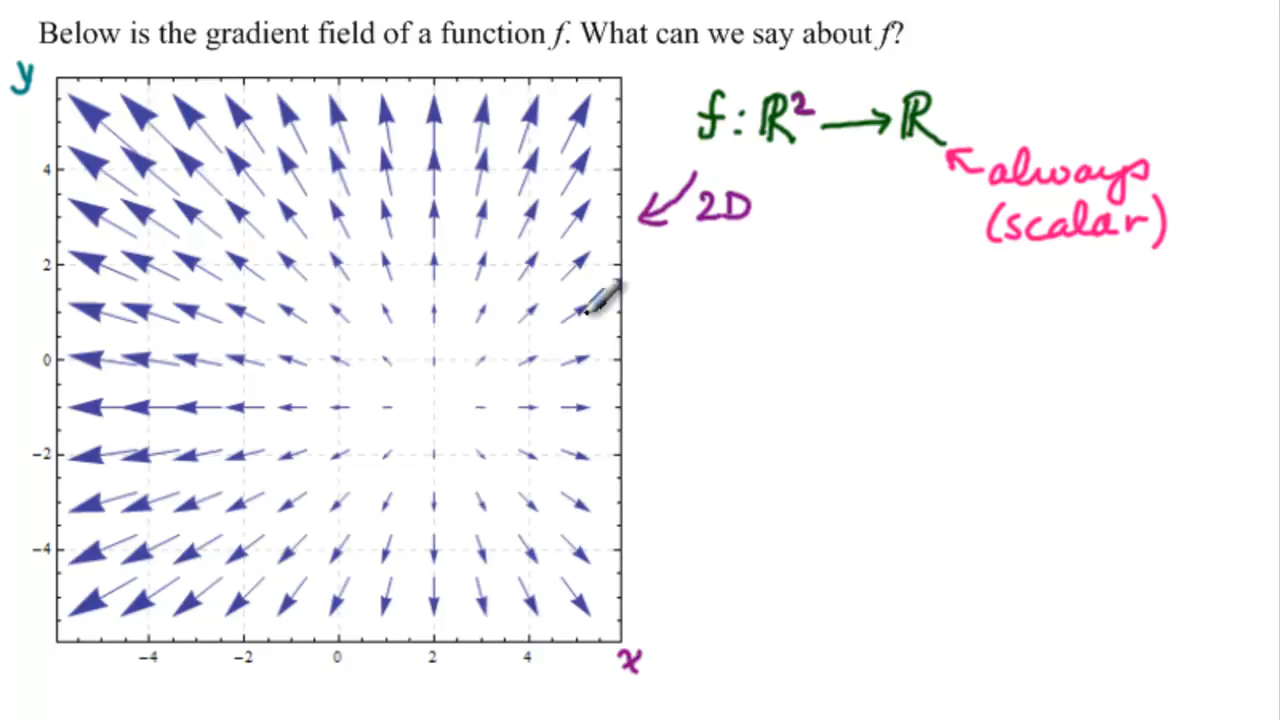 Below is the gradient field of a function f. What can we say about f?
y
f: ℝ² → ℝ
always
(scalar)
2D
4
2
0
−2
−4
−4 −2 0 2 4
x